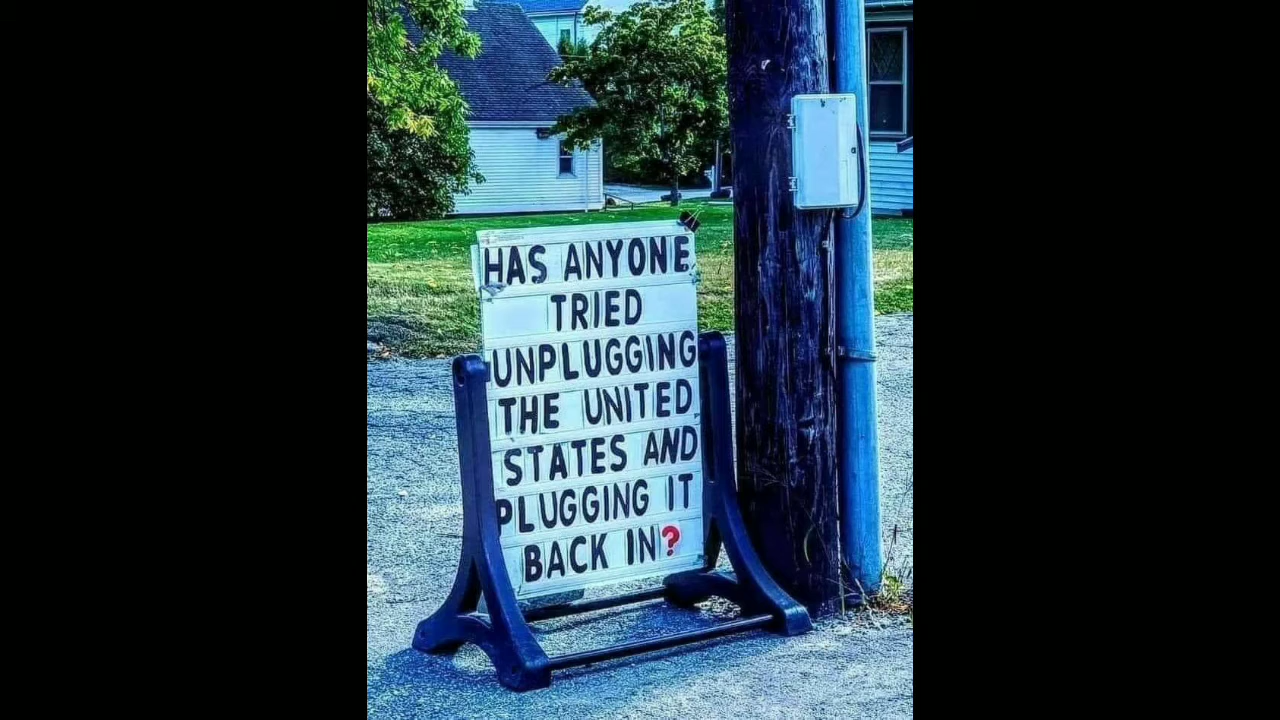 HAS ANYONE
TRIED
UNPLUGGING
THE UNITED
STATES AND
PLUGGING IT
BACK IN?